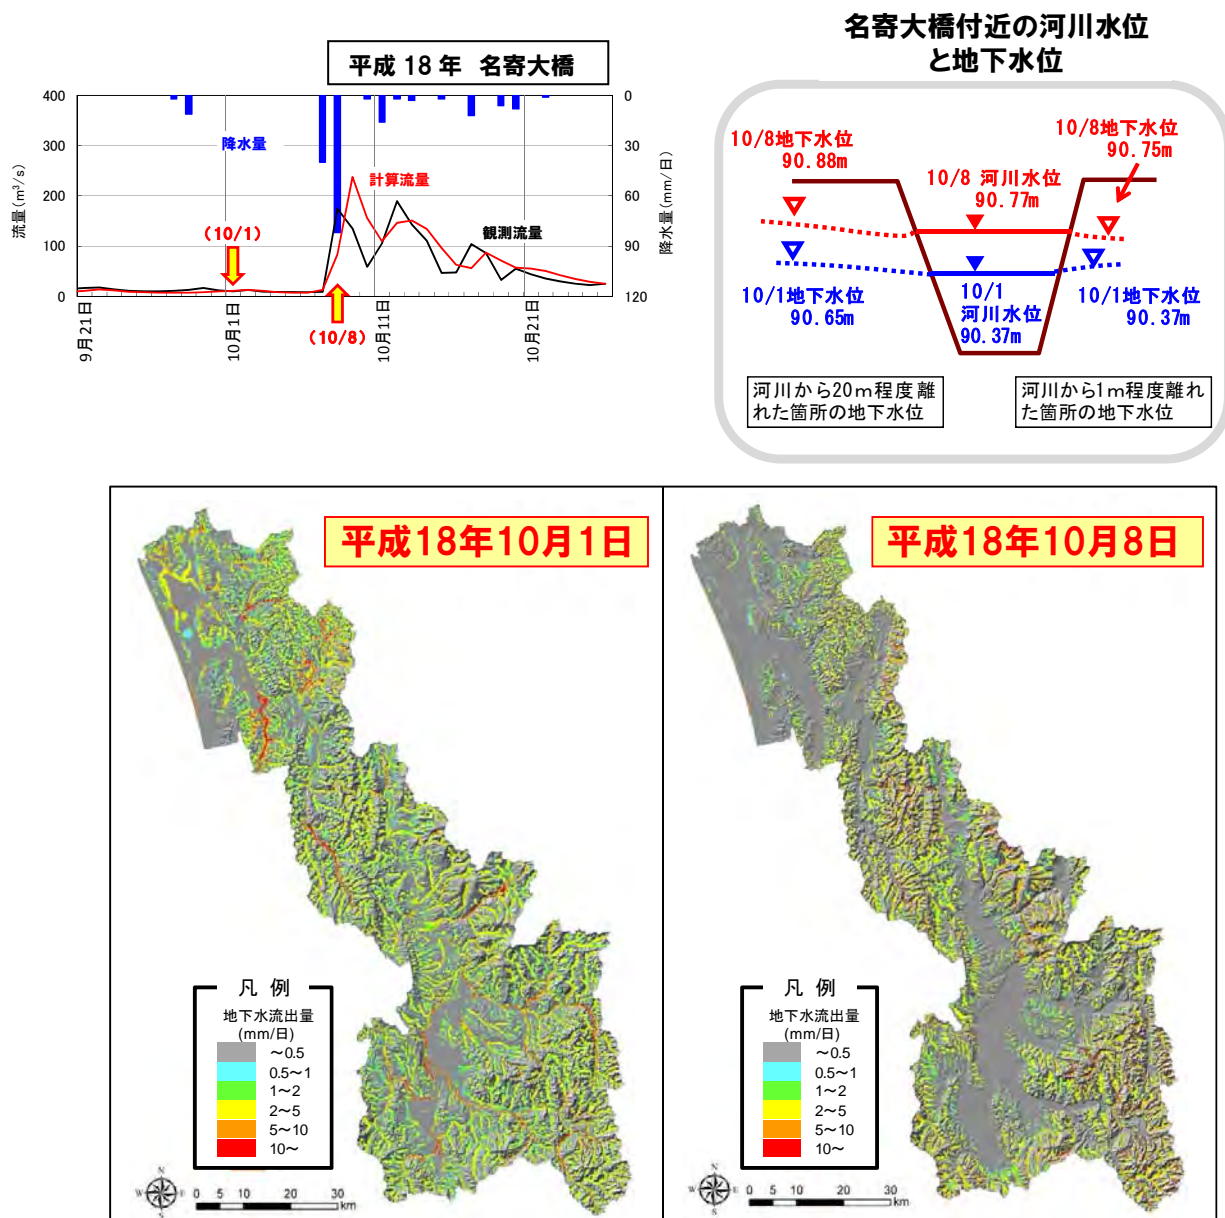 平成 18 年 名寄大橋
400
300
200
100
0
流量(m³/s)
0
30
60
90
120
降水量(mm/日)
降水量
計算流量
観測流量
(10/1)
(10/8)
9月21日
10月1日
10月11日
10月21日
名寄大橋付近の河川水位
と地下水位
10/8地下水位
90.88m
10/8 河川水位
90.77m
10/8地下水位
90.75m
10/1地下水位
90.65m
10/1
河川水位
90.37m
10/1地下水位
90.37m
河川から20m程度離
れた箇所の地下水位
河川から1m程度離れ
た箇所の地下水位
平成18年10月1日
凡 例
地下水流出量
(mm/日)
～0.5
0.5～1
1～2
2～5
5～10
10～
N
W
E
S
0 5 10 20 30
km
平成18年10月8日
凡 例
地下水流出量
(mm/日)
～0.5
0.5～1
1～2
2～5
5～10
10～
N
W
E
S
0 5 10 20 30
km